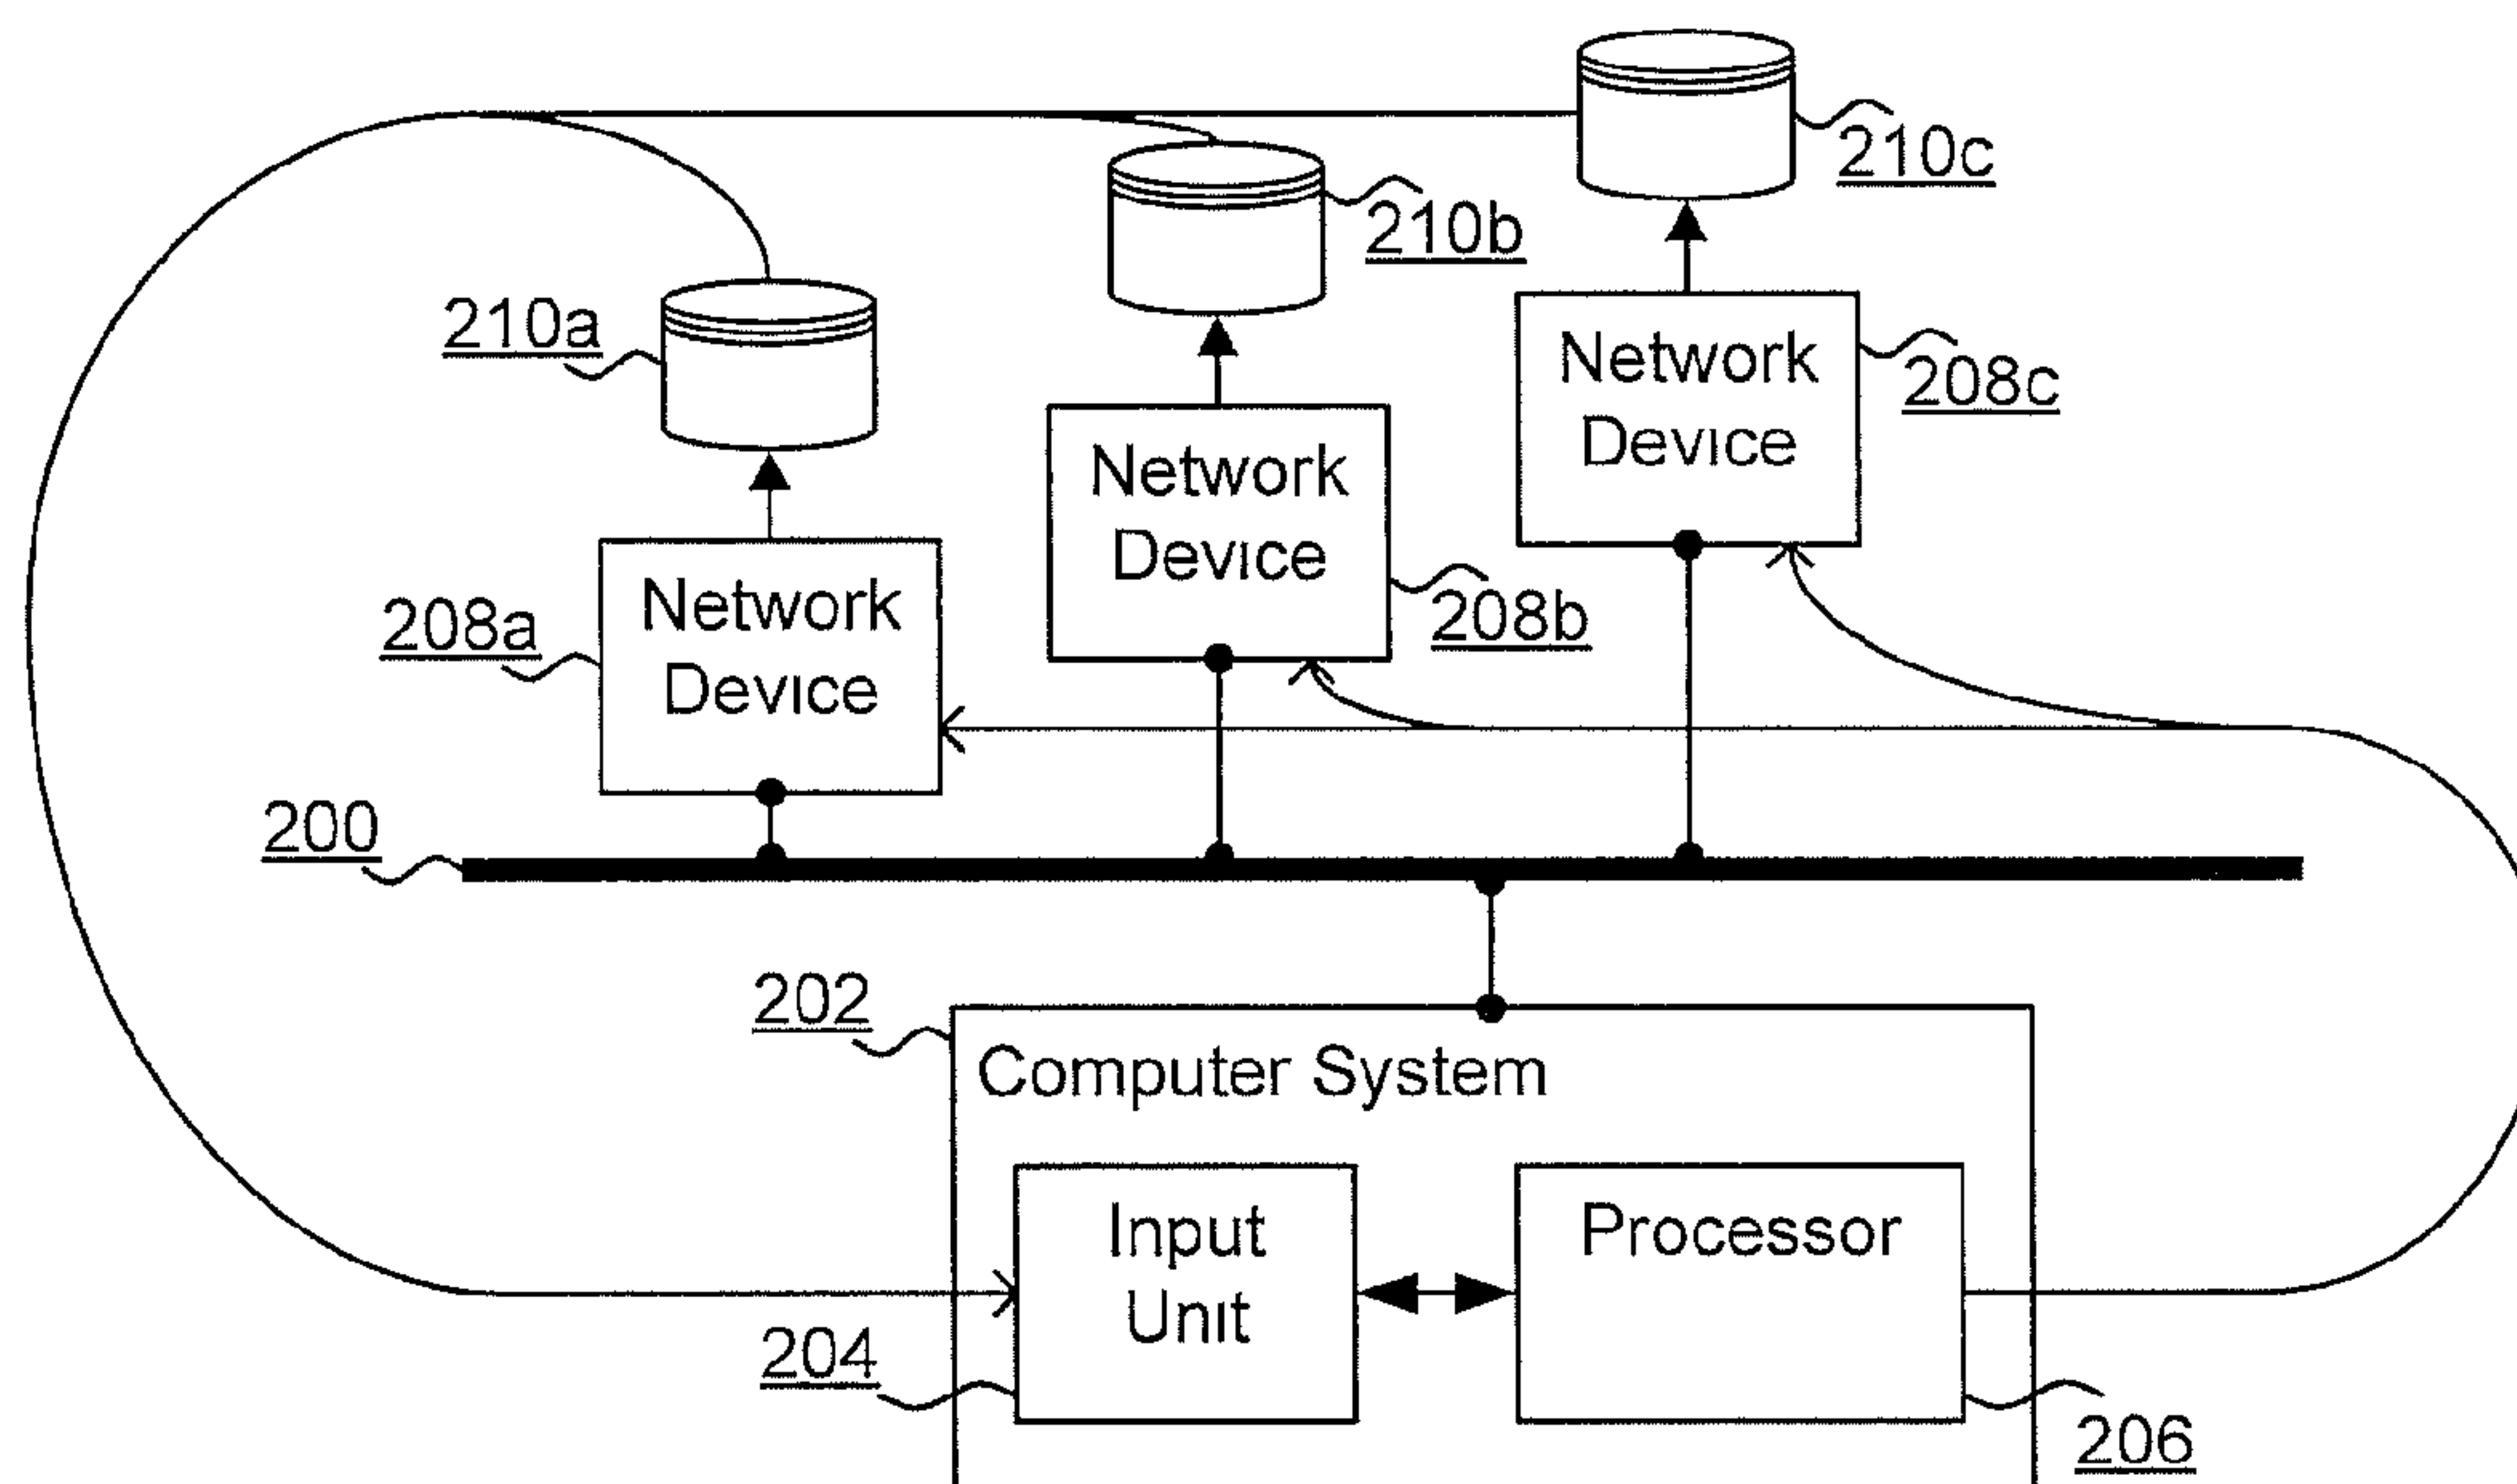 210c
210b
210a
Network
Device
208c
Network
Device
208b
Network
Device
208a
200
202
Computer System
Input
Unit
Processor
204
206